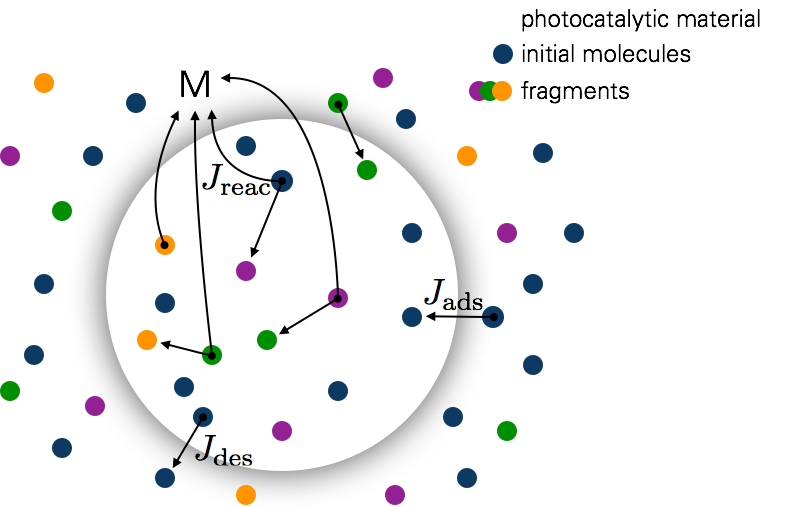 photocatalytic material
initial molecules
fragments
M
J_reac
J_ads
J_des